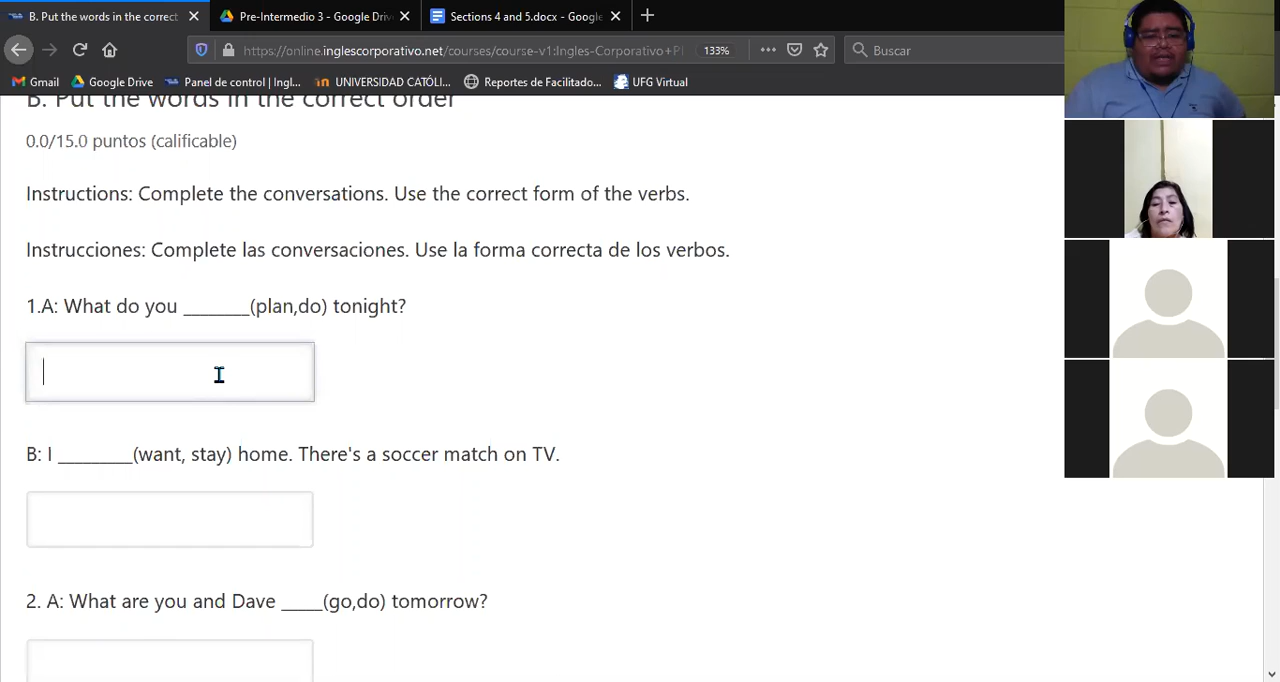 B. Put the words in the correct
Pre-Intermedio 3 - Google Driv
Sections 4 and 5.docx - Google
https://online.inglescorporativo.net/courses/course-v1:Ingles-Corporativo+P
133%
Buscar
Gmail
Google Drive
Panel de control | Ingl...
UNIVERSIDAD CATÓLI...
Reportes de Facilitado...
UFG Virtual
B. Put the words in the correct order
0.0/15.0 puntos (calificable)
Instructions: Complete the conversations. Use the correct form of the verbs.
Instrucciones: Complete las conversaciones. Use la forma correcta de los verbos.
1.A: What do you _______(plan,do) tonight?
B: I ________(want, stay) home. There's a soccer match on TV.
2. A: What are you and Dave ____(go,do) tomorrow?